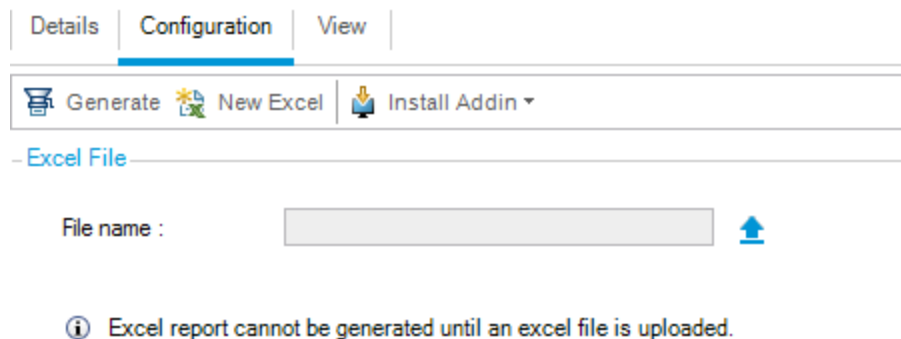 Details Configuration View
Generate New Excel Install Addin
Excel File
File name :
Excel report cannot be generated until an excel file is uploaded.